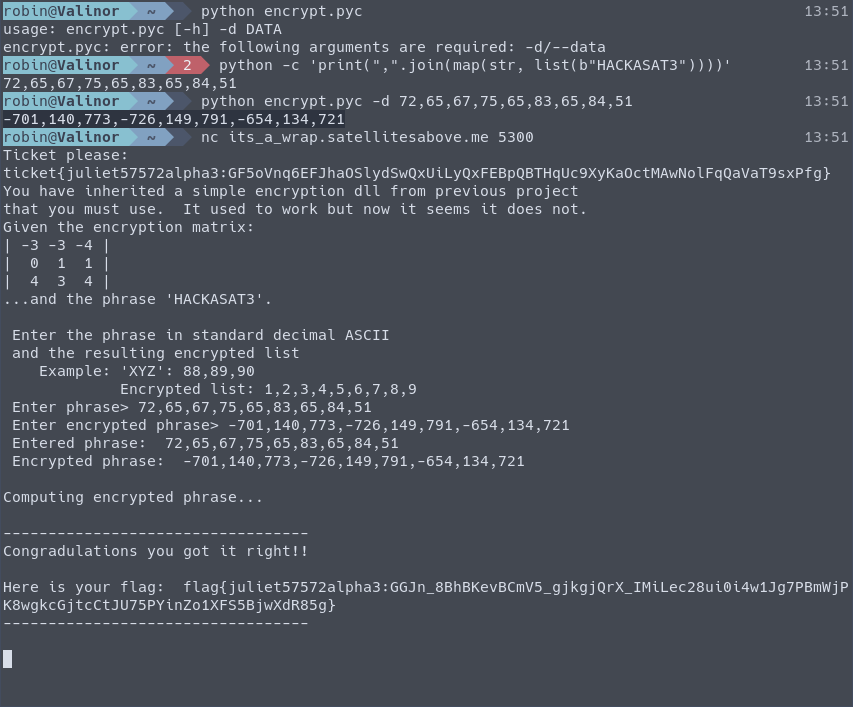 robin@Valinor ~ python encrypt.pyc 13:51
usage: encrypt.pyc [-h] -d DATA
encrypt.pyc: error: the following arguments are required: -d/--data
robin@Valinor ~ 2 python -c 'print(",".join(map(str, list(b"HACKASAT3"))))' 13:51
72,65,67,75,65,83,65,84,51
robin@Valinor ~ python encrypt.pyc -d 72,65,67,75,65,83,65,84,51 13:51
-701,140,773,-726,149,791,-654,134,721
robin@Valinor ~ nc its_a_wrap.satellitesabove.me 5300 13:51
Ticket please:
ticket{juliet57572alpha3:GF5oVnq6EFJhaOSlydSwQxUiLyQxFEBpQBTHqUc9XyKaOctMAwNolFqQaVaT9sxPfg}
You have inherited a simple encryption dll from previous project
that you must use.  It used to work but now it seems it does not.
Given the encryption matrix:
| -3 -3 -4 |
|  0  1  1 |
|  4  3  4 |
...and the phrase 'HACKASAT3'.
 Enter the phrase in standard decimal ASCII
 and the resulting encrypted list
    Example: 'XYZ': 88,89,90
             Encrypted list: 1,2,3,4,5,6,7,8,9
 Enter phrase> 72,65,67,75,65,83,65,84,51
 Enter encrypted phrase> -701,140,773,-726,149,791,-654,134,721
 Entered phrase:  72,65,67,75,65,83,65,84,51
 Encrypted phrase:  -701,140,773,-726,149,791,-654,134,721
Computing encrypted phrase...
----------------------------------
Congradulations you got it right!!
Here is your flag:  flag{juliet57572alpha3:GGJn_8BhBKevBCmV5_gjkgjQrX_IMiLec28ui0i4w1Jg7PBmWjP
K8wgkcGjtcCtJU75PYinZo1XFS5BjwXdR85g}
----------------------------------